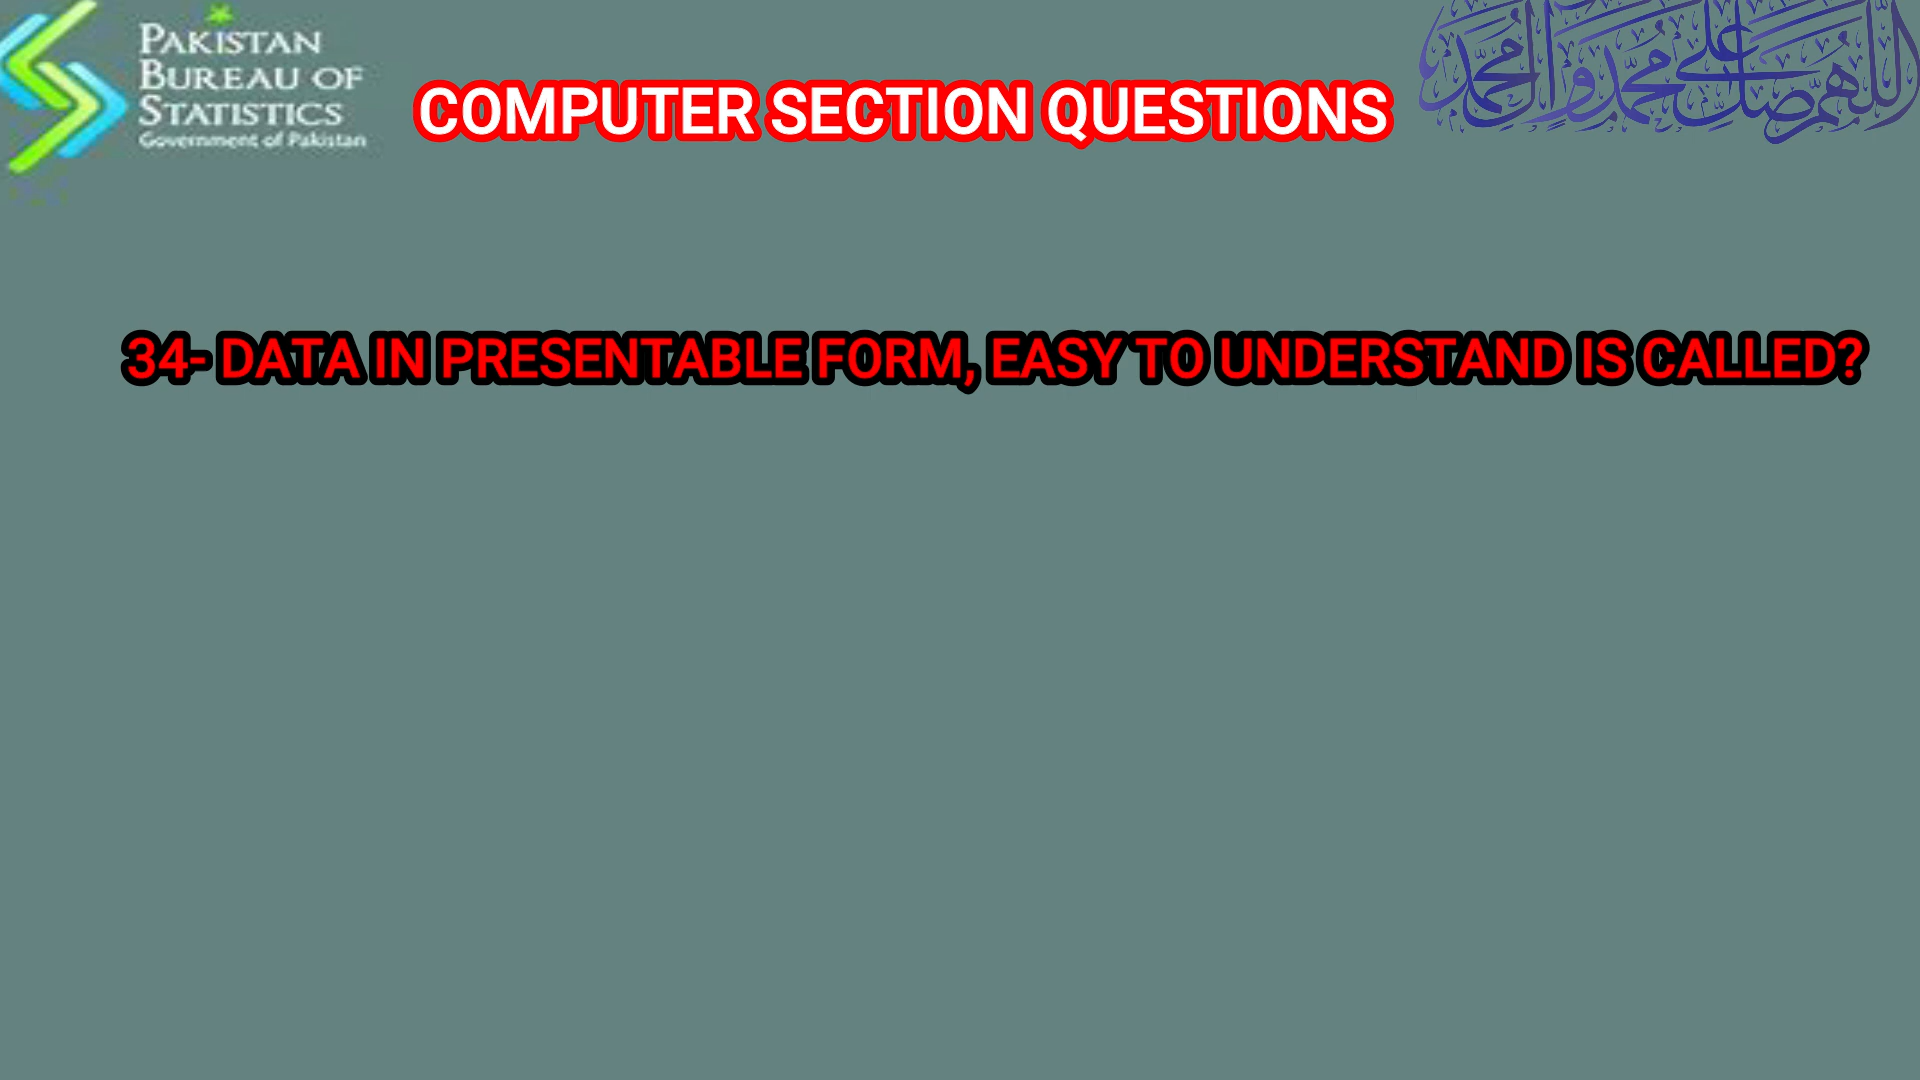 PAKISTAN
BUREAU OF
STATISTICS
Government of Pakistan
COMPUTER SECTION QUESTIONS
اللهم صل على محمد وآل محمد
34- DATA IN PRESENTABLE FORM, EASY TO UNDERSTAND IS CALLED?